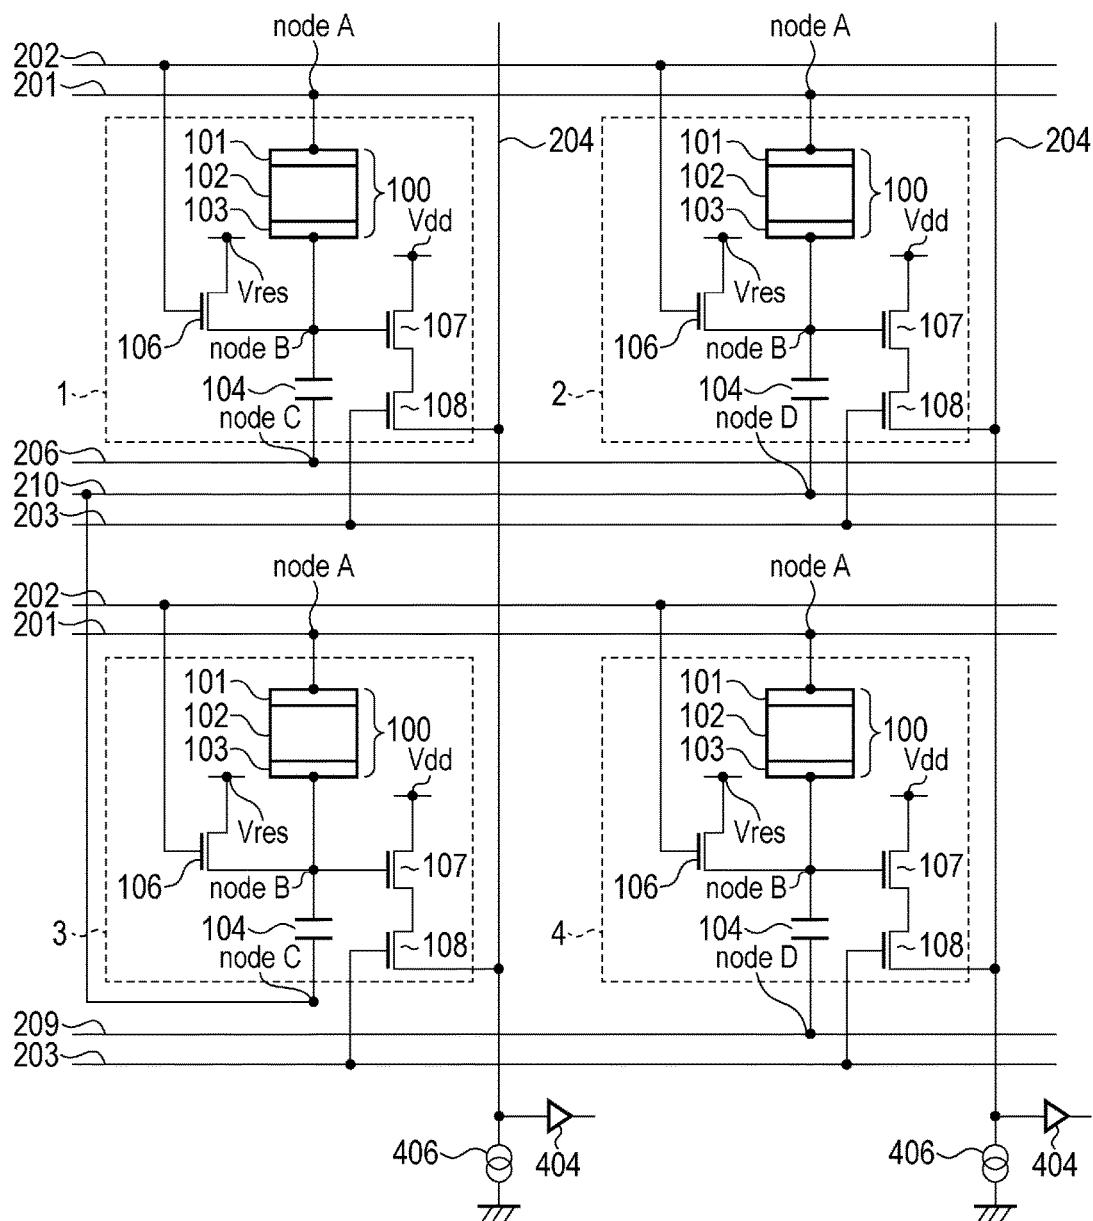 node A node A
202
201
101 101
204 204
102 100 102 100
103 Vdd 103 Vdd
Vres Vres
107 107
106 node B 106 node B
1 104 108 2 104 108
node C node D
206
210
203
node A node A
202
201
101 101
102 100 102 100
103 Vdd 103 Vdd
Vres Vres
107 107
106 node B 106 node B
3 104 108 4 104 108
node C node D
209
203
406 404 406 404